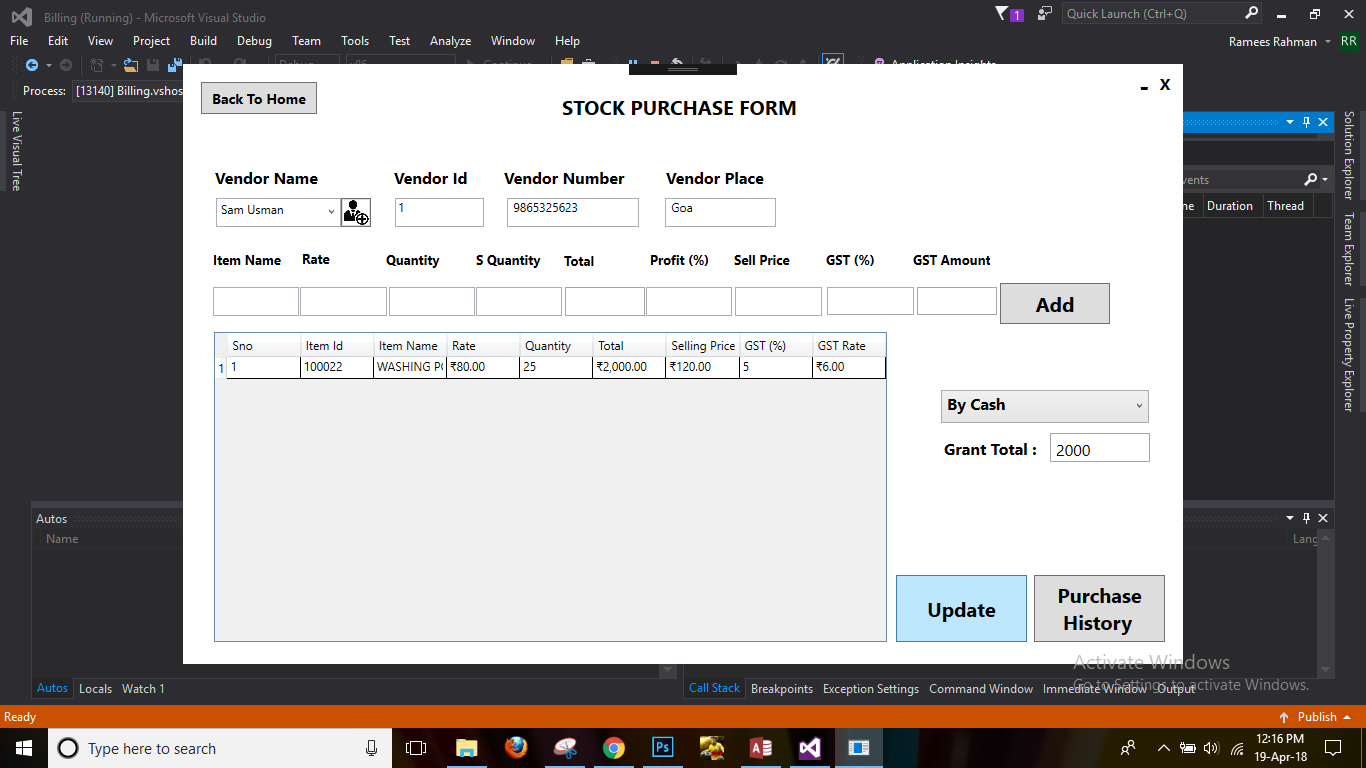 Billing (Running) - Microsoft Visual Studio
1
Quick Launch (Ctrl+Q)
File Edit View Project Build Debug Team Tools Test Analyze Window Help
Ramees Rahman RR
Process: [13140] Billing.vshos
Live Visual Tree
Back To Home
STOCK PURCHASE FORM
X
Vendor Name Vendor Id Vendor Number Vendor Place
Sam Usman 1 9865325623 Goa
Item Name Rate Quantity S Quantity Total Profit (%) Sell Price GST (%) GST Amount
Add
Sno Item Id Item Name Rate Quantity Total Selling Price GST (%) GST Rate
1 1 100022 WASHING ₹80.00 25 ₹2,000.00 ₹120.00 5 ₹6.00
By Cash
Grant Total : 2000
Update
Purchase
History
Duration Thread
Solution Explorer
Team Explorer
Live Property Explorer
Autos
Name
Lang
Activate Windows
Go to Settings to activate Windows.
Autos Locals Watch 1
Call Stack Breakpoints Exception Settings Command Window Immediate Window Output
Ready
Publish
Type here to search
Ps
12:16 PM
19-Apr-18